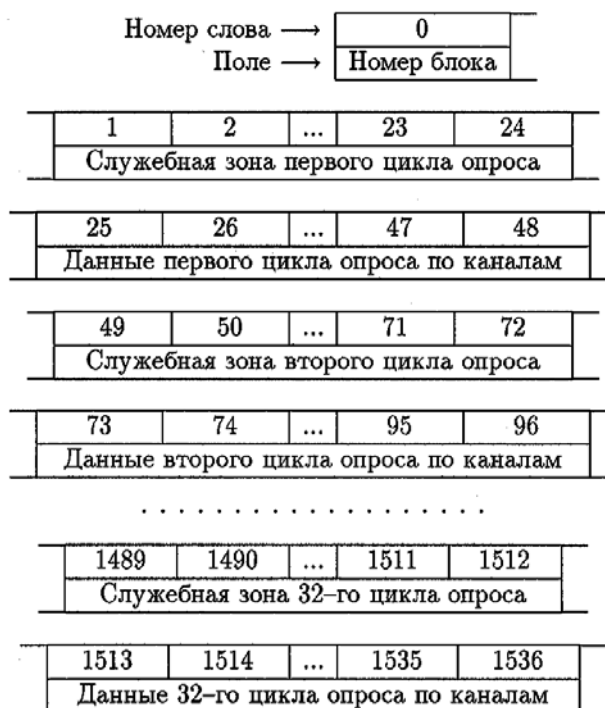 Номер слова ⟶ 0
Поле ⟶ Номер блока
1 2 ... 23 24
Служебная зона первого цикла опроса
25 26 ... 47 48
Данные первого цикла опроса по каналам
49 50 ... 71 72
Служебная зона второго цикла опроса
73 74 ... 95 96
Данные второго цикла опроса по каналам
. . . . . . . . . . . . . . . . . . .
1489 1490 ... 1511 1512
Служебная зона 32–го цикла опроса
1513 1514 ... 1535 1536
Данные 32–го цикла опроса по каналам